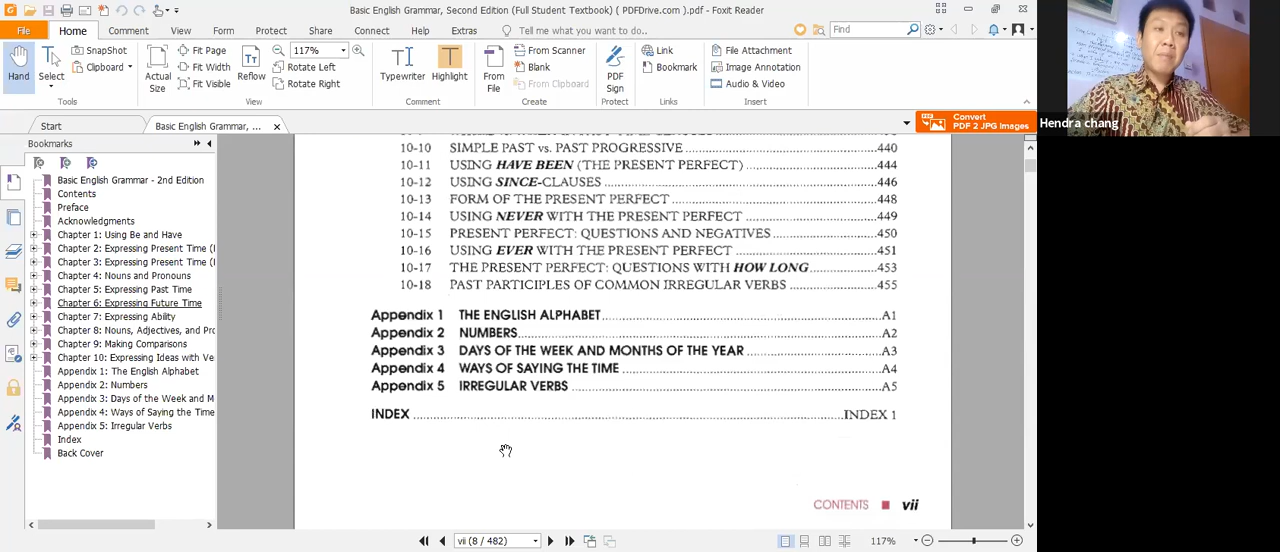 Basic English Grammar, Second Edition (Full Student Textbook) ( PDFDrive.com ).pdf - Foxit Reader
File Home Comment View Form Protect Share Connect Help Extras Tell me what you want to do.. Find
Hand
Select
SnapShot
Clipboard
Actual Size
Fit Page
Fit Width
Fit Visible
Reflow
117%
Rotate Left
Rotate Right
Typewriter
Highlight
From File
From Scanner
Blank
From Clipboard
PDF Sign
Link
Bookmark
File Attachment
Image Annotation
Audio & Video
Tools View Comment Create Protect Links Insert
Start Basic English Grammar, ...
Convert
PDF 2 JPG Images
Bookmarks
Basic English Grammar - 2nd Edition
Contents
Preface
Acknowledgments
Chapter 1: Using Be and Have
Chapter 2: Expressing Present Time (
Chapter 3: Expressing Present Time (
Chapter 4: Nouns and Pronouns
Chapter 5: Expressing Past Time
Chapter 6: Expressing Future Time
Chapter 7: Expressing Ability
Chapter 8: Nouns, Adjectives, and Pr
Chapter 9: Making Comparisons
Chapter 10: Expressing Ideas with Ve
Appendix 1: The English Alphabet
Appendix 2: Numbers
Appendix 3: Days of the Week and M
Appendix 4: Ways of Saying the Time
Appendix 5: Irregular Verbs
Index
Back Cover
10-10 SIMPLE PAST vs. PAST PROGRESSIVE 440
10-11 USING HAVE BEEN (THE PRESENT PERFECT) 444
10-12 USING SINCE-CLAUSES 446
10-13 FORM OF THE PRESENT PERFECT 448
10-14 USING NEVER WITH THE PRESENT PERFECT 449
10-15 PRESENT PERFECT: QUESTIONS AND NEGATIVES 450
10-16 USING EVER WITH THE PRESENT PERFECT 451
10-17 THE PRESENT PERFECT: QUESTIONS WITH HOW LONG 453
10-18 PAST PARTICIPLES OF COMMON IRREGULAR VERBS 455
Appendix 1 THE ENGLISH ALPHABET A1
Appendix 2 NUMBERS A2
Appendix 3 DAYS OF THE WEEK AND MONTHS OF THE YEAR A3
Appendix 4 WAYS OF SAYING THE TIME A4
Appendix 5 IRREGULAR VERBS A5
INDEX INDEX 1
CONTENTS ■ vii
vii (8 / 482)
117%
Hendra chang